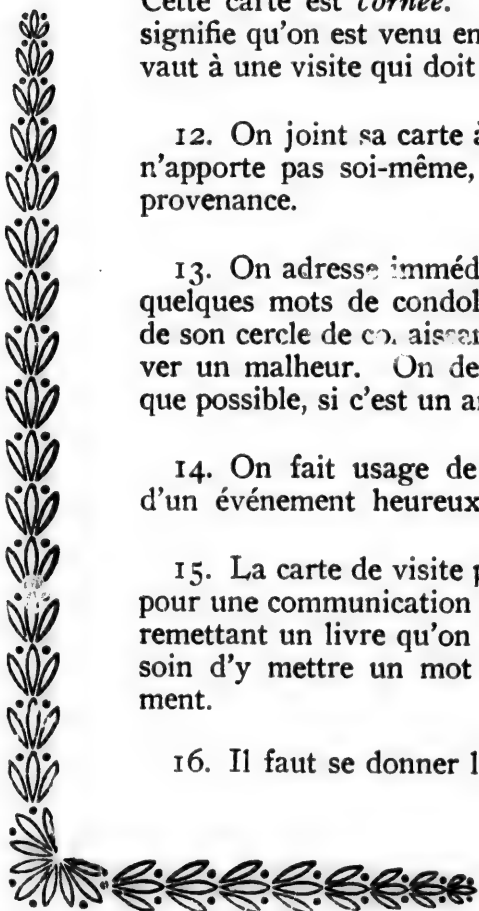 Cette carte est cornée.
signifie qu'on est venu en
vaut à une visite qui doit
12. On joint sa carte à
n'apporte pas soi-même,
provenance.
13. On adresse imméd
quelques mots de condol
de son cercle de
ver un malheur. On de
que possible, si c'est un a
14. On fait usage de
d'un événement heureux
15. La carte de visite p
pour une communication
remettant un livre qu'on
soin d'y mettre un mot
ment.
16. Il faut se donner l